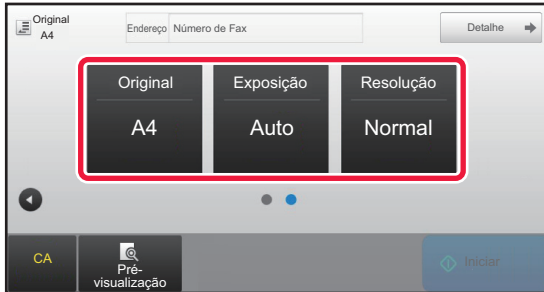 Original
A4
Endereço Número de Fax
Detalhe
Original Exposição Resolução
A4 Auto Normal
CA
Pré-
visualização
Iniciar